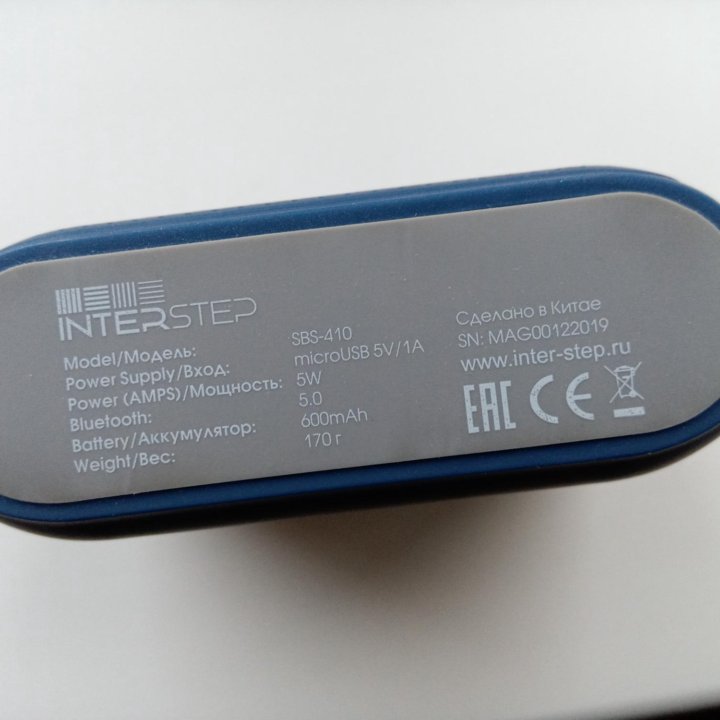 INTERSTEP
Model/Модель: SBS-410
Power Supply/Вход: microUSB 5V/1A
Power (AMPS)/Мощность: 5W
Bluetooth: 5.0
Battery/Аккумулятор: 600mAh
Weight/Вес: 170 г
Сделано в Китае
SN: MAG00122019
www.inter-step.ru
EAC CE